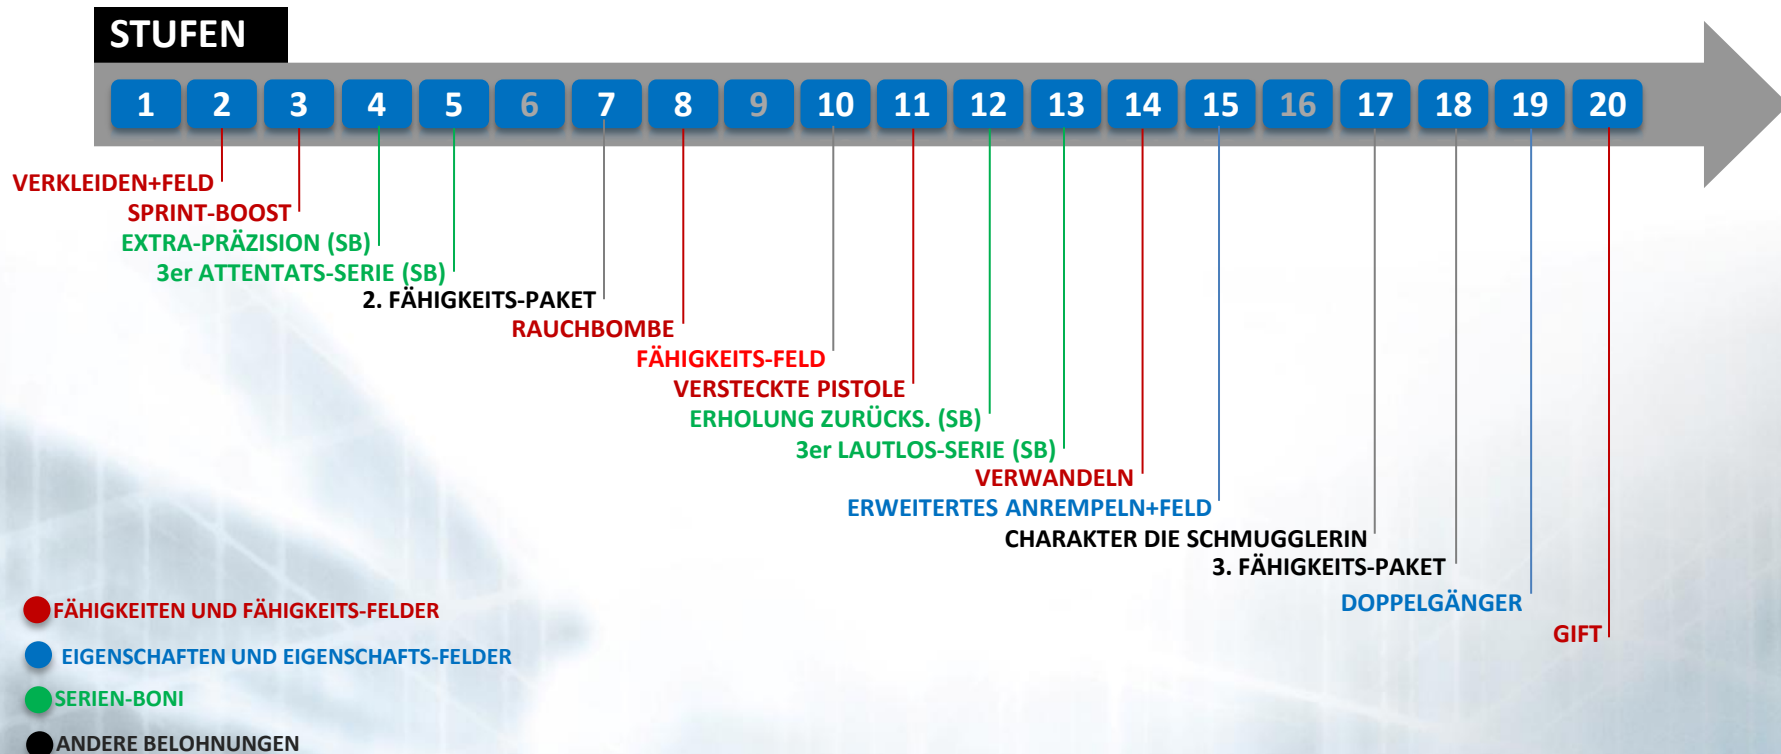 STUFEN
1 2 3 4 5 6 7 8 9 10 11 12 13 14 15 16 17 18 19 20
VERKLEIDEN+FELD
SPRINT-BOOST
EXTRA-PRÄZISION (SB)
3er ATTENTATS-SERIE (SB)
2. FÄHIGKEITS-PAKET
RAUCHBOMBE
FÄHIGKEITS-FELD
VERSTECKTE PISTOLE
ERHOLUNG ZURÜCKS. (SB)
3er LAUTLOS-SERIE (SB)
VERWANDELN
ERWEITERTES ANREMPELN+FELD
CHARAKTER DIE SCHMUGGLERIN
3. FÄHIGKEITS-PAKET
DOPPELGÄNGER
GIFT
FÄHIGKEITEN UND FÄHIGKEITS-FELDER
EIGENSCHAFTEN UND EIGENSCHAFTS-FELDER
SERIEN-BONI
ANDERE BELOHNUNGEN